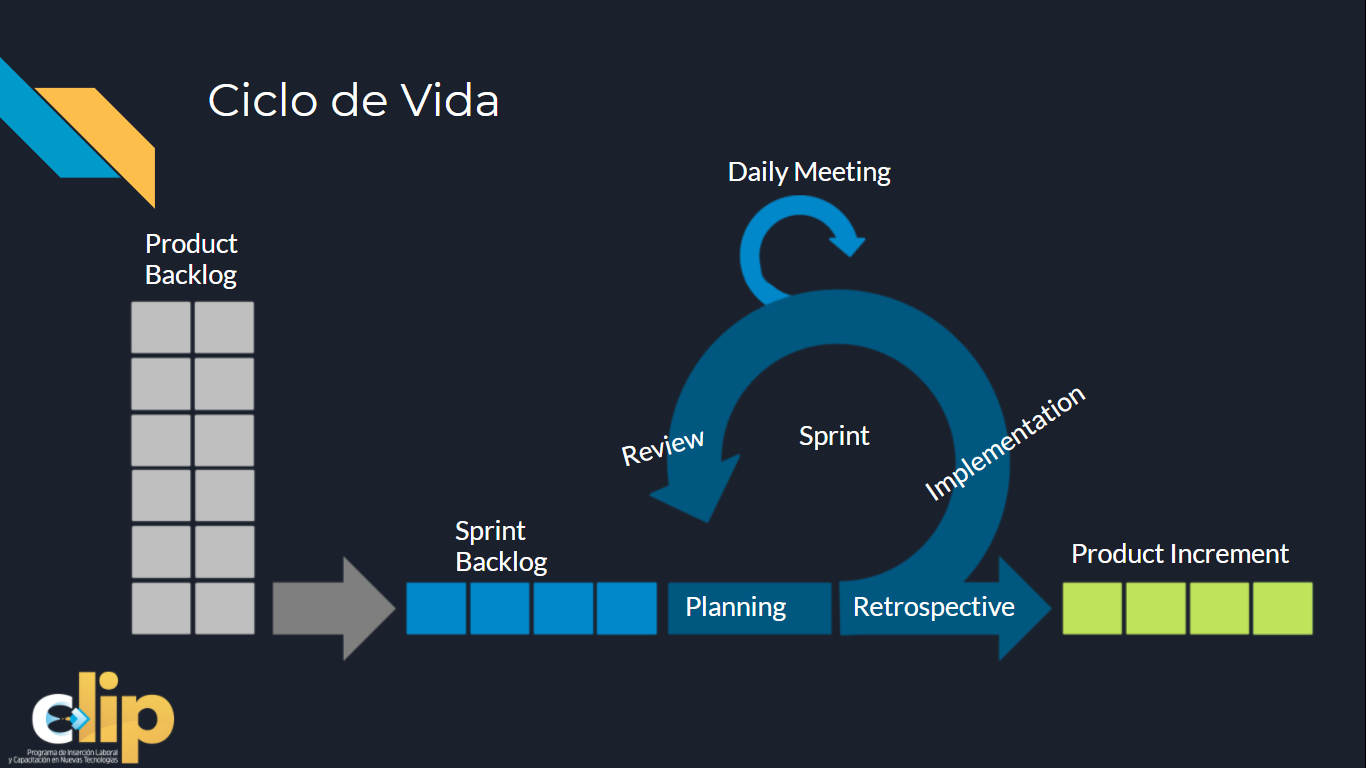 Ciclo de Vida
Daily Meeting
Product
Backlog
Review
Sprint
Implementation
Sprint
Backlog
Product Increment
Planning
Retrospective
clip
Programa de Inserción Laboral
y Capacitación en Nuevas Tecnologías